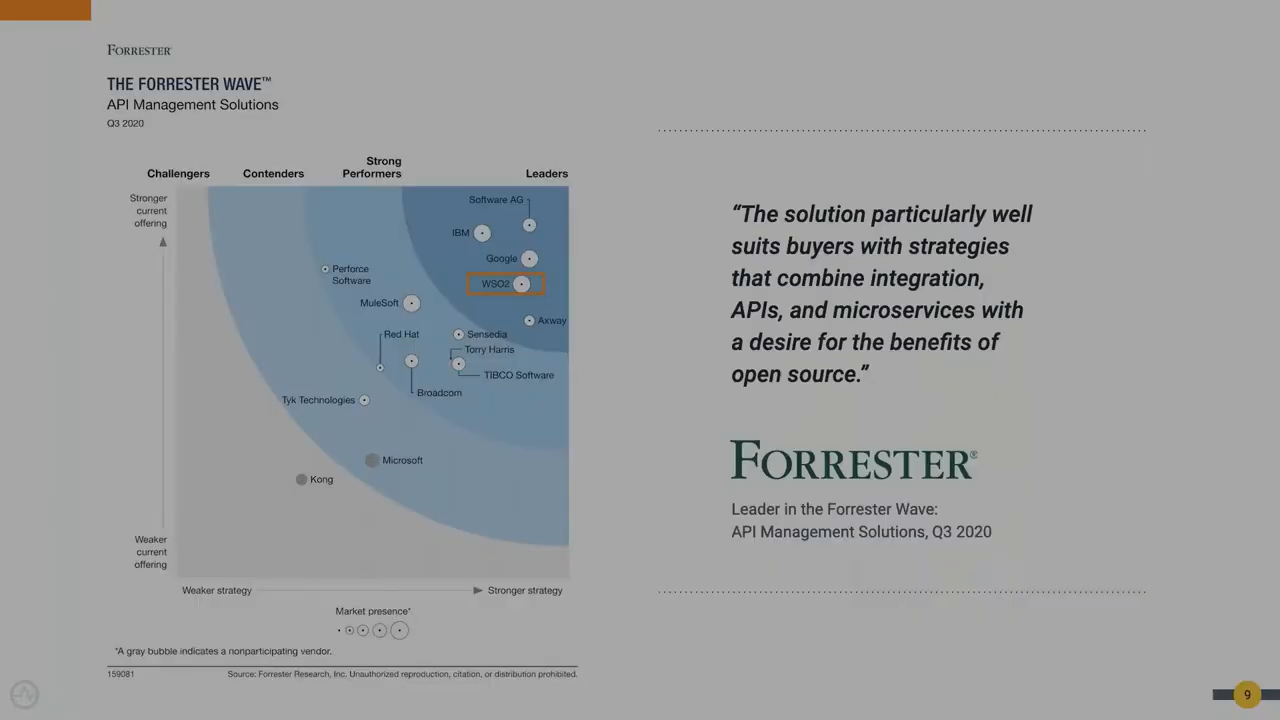 FORRESTER®
THE FORRESTER WAVE™
API Management Solutions
Q3 2020
Challengers
Contenders
Strong
Performers
Leaders
Stronger
current
offering
Software AG
IBM
Google
WSO2
Perforce
Software
MuleSoft
Axway
Red Hat
Sensedia
Torry Harris
TIBCO Software
Broadcom
Tyk Technologies
Microsoft
Kong
Weaker
current
offering
Weaker strategy
Stronger strategy
Market presence*
*A gray bubble indicates a nonparticipating vendor.
159081
Source: Forrester Research, Inc. Unauthorized reproduction, citation, or distribution prohibited.
“The solution particularly well
suits buyers with strategies
that combine integration,
APIs, and microservices with
a desire for the benefits of
open source.”
FORRESTER®
Leader in the Forrester Wave:
API Management Solutions, Q3 2020
9